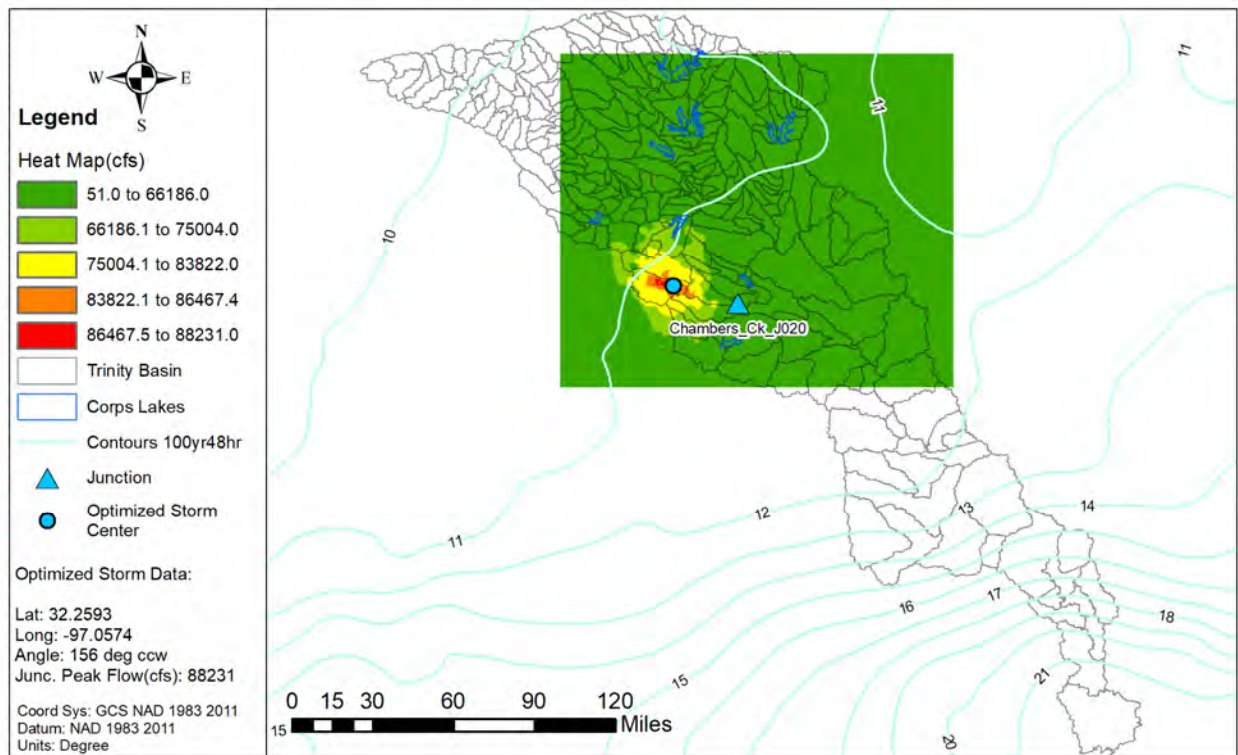 N
W E
S
Legend
Heat Map(cfs)
51.0 to 66186.0
66186.1 to 75004.0
75004.1 to 83822.0
83822.1 to 86467.4
86467.5 to 88231.0
Trinity Basin
Corps Lakes
Contours 100yr48hr
Junction
Optimized Storm
Center
Optimized Storm Data:
Lat: 32.2593
Long: -97.0574
Angle: 156 deg ccw
Junc. Peak Flow(cfs): 88231
Coord Sys: GCS NAD 1983 2011
Datum: NAD 1983 2011
Units: Degree
11
11
10
Chambers_Ck_J020
12
13
14
11
16
17
18
15
21
20
15
0 15 30 60 90 120
Miles